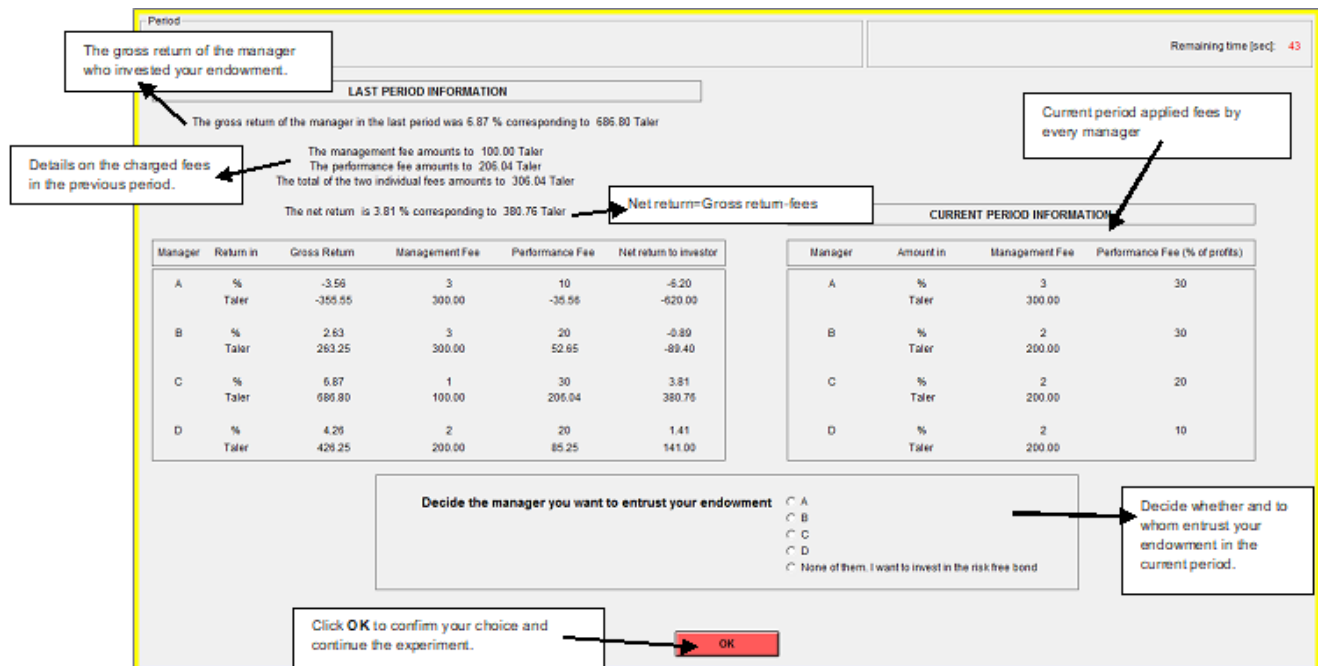 Period
Remaining time [sec]: 43
The gross return of the manager
who invested your endowment.
LAST PERIOD INFORMATION
The gross return of the manager in the last period was 6.87 % corresponding to 686.80 Taler
Current period applied fees by
every manager
The management fee amounts to 100.00 Taler
The performance fee amounts to 206.04 Taler
The total of the two individual fees amounts to 306.04 Taler
Details on the charged fees
in the previous period.
The net return is 3.81 % corresponding to 380.76 Taler
Net return=Gross return-fees
CURRENT PERIOD INFORMATION
Manager Return in Gross Return Management Fee Performance Fee Net return to investor
A % -3.56 3 10 -6.20
Taler -355.55 300.00 -35.56 -620.00
B % 2.63 3 20 -0.89
Taler 263.25 300.00 52.65 -89.40
C % 6.87 1 30 3.81
Taler 686.80 100.00 206.04 380.76
D % 4.26 2 20 1.41
Taler 426.25 200.00 85.25 141.00
Manager Amount in Management Fee Performance Fee (% of profits)
A % 3 30
Taler 300.00
B % 2 30
Taler 200.00
C % 2 20
Taler 200.00
D % 2 10
Taler 200.00
Decide the manager you want to entrust your endowment
A
B
C
D
None of them. I want to invest in the risk free bond
Decide whether and to
whom entrust your
endowment in the
current period.
Click OK to confirm your choice and
continue the experiment.
OK